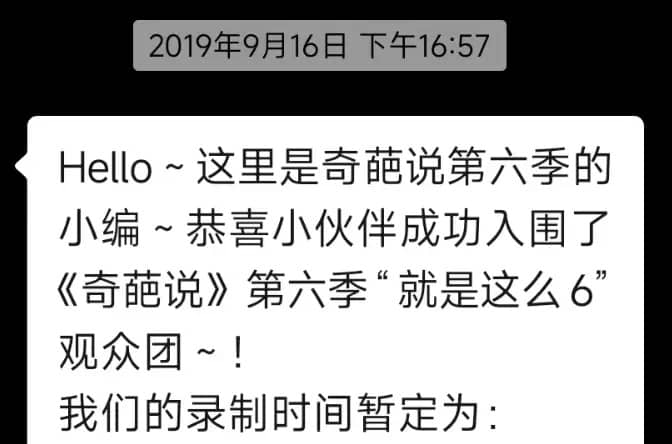 2019年9月16日 下午16:57
Hello ~ 这里是奇葩说第六季的
小编 ~ 恭喜小伙伴成功入围了
《奇葩说》第六季“就是这么6”
观众团 ~！
我们的录制时间暂定为：